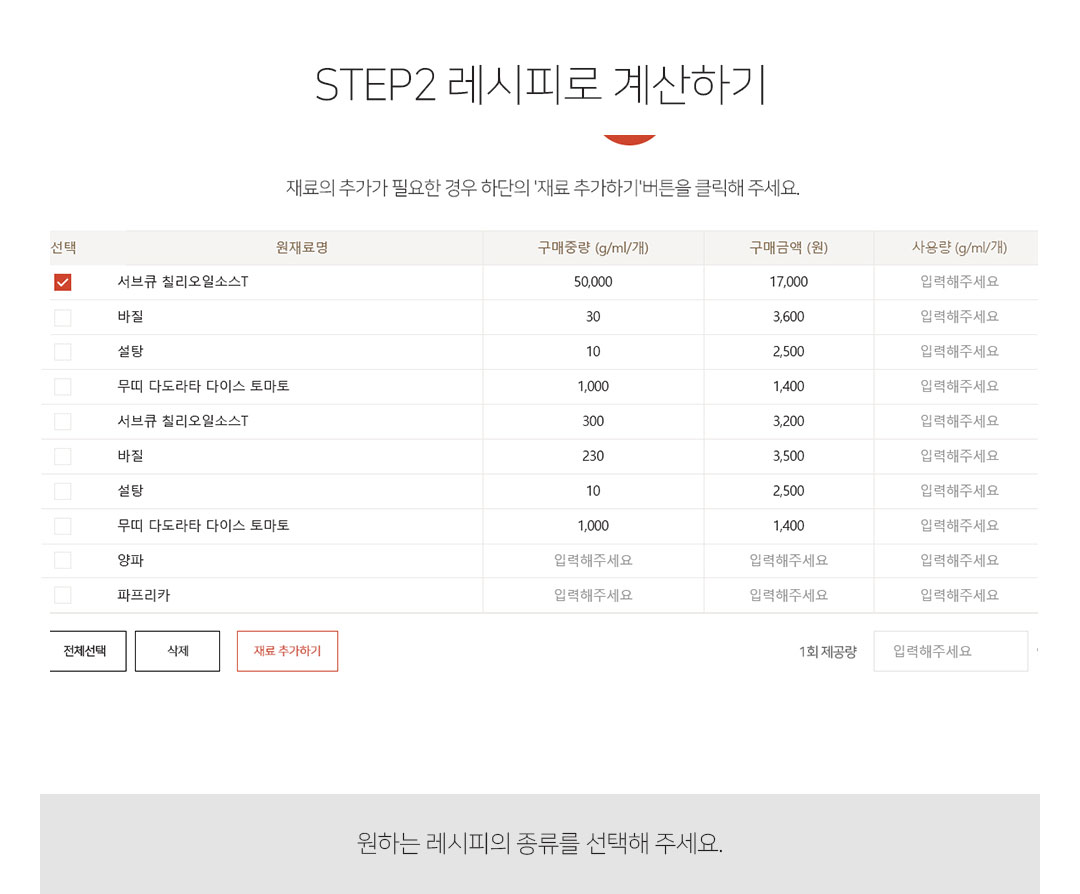 STEP2 레시피로 계산하기
재료의 추가가 필요한 경우 하단의 '재료 추가하기'버튼을 클릭해 주세요.
선택 원재료명 구매중량 (g/ml/개) 구매금액 (원) 사용량 (g/ml/개)
서브큐 칠리오일소스T 50,000 17,000 입력해주세요
바질 30 3,600 입력해주세요
설탕 10 2,500 입력해주세요
무띠 다도라타 다이스 토마토 1,000 1,400 입력해주세요
서브큐 칠리오일소스T 300 3,200 입력해주세요
바질 230 3,500 입력해주세요
설탕 10 2,500 입력해주세요
무띠 다도라타 다이스 토마토 1,000 1,400 입력해주세요
양파 입력해주세요 입력해주세요 입력해주세요
파프리카 입력해주세요 입력해주세요 입력해주세요
전체선택 삭제 재료 추가하기 1회 제공량 입력해주세요
원하는 레시피의 종류를 선택해 주세요.